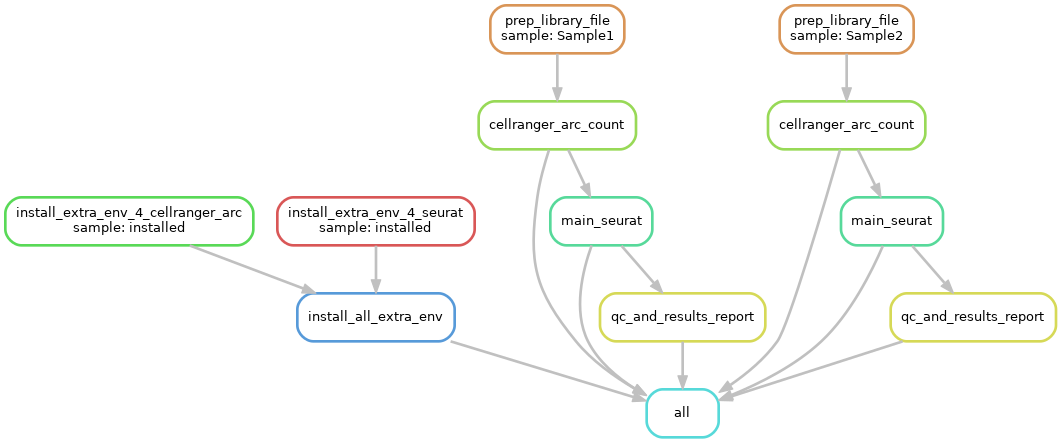 prep_library_file
sample: Sample1
prep_library_file
sample: Sample2
cellranger_arc_count
cellranger_arc_count
install_extra_env_4_cellranger_arc
sample: installed
install_extra_env_4_seurat
sample: installed
main_seurat
main_seurat
install_all_extra_env
qc_and_results_report
qc_and_results_report
all